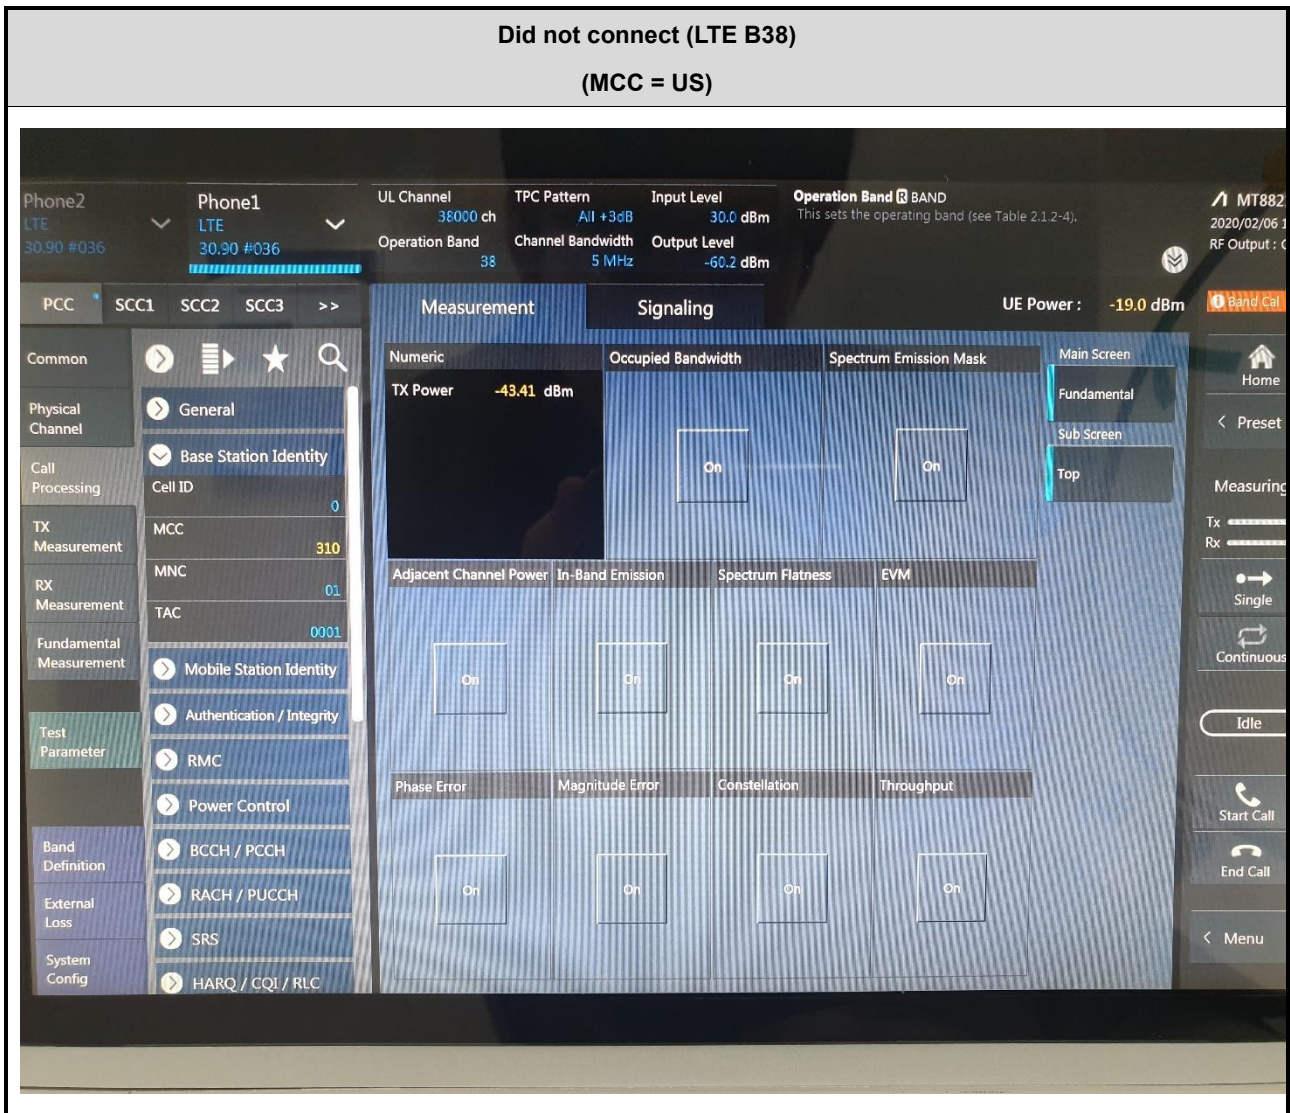 Did not connect (LTE B38)
(MCC = US)
Phone2
LTE
30.90 #036
Phone1
LTE
30.90 #036
UL Channel
38000 ch
Operation Band
38
TPC Pattern
All +3dB
Channel Bandwidth
5 MHz
Input Level
30.0 dBm
Output Level
-60.2 dBm
Operation Band R BAND
This sets the operating band (see Table 2.1.2-4).
MT882
2020/02/06 1
RF Output :
PCC SCC1 SCC2 SCC3 >>
Measurement
Signaling
UE Power : -19.0 dBm
Band Cal
Common
Physical
Channel
Call
Processing
TX
Measurement
RX
Measurement
Fundamental
Measurement
Test
Parameter
Band
Definition
External
Loss
System
Config
General
Base Station Identity
Cell ID
0
MCC
310
MNC
01
TAC
0001
Mobile Station Identity
Authentication / Integrity
RMC
Power Control
BCCH / PCCH
RACH / PUCCH
SRS
HARQ / CQI / RLC
Numeric
TX Power -43.41 dBm
Occupied Bandwidth
On
Spectrum Emission Mask
On
Adjacent Channel Power
On
In-Band Emission
On
Spectrum Flatness
On
EVM
On
Phase Error
On
Magnitude Error
On
Constellation
On
Throughput
On
Main Screen
Fundamental
Sub Screen
Top
Home
< Preset
Measuring
Tx
Rx
Single
Continuous
Idle
Start Call
End Call
< Menu